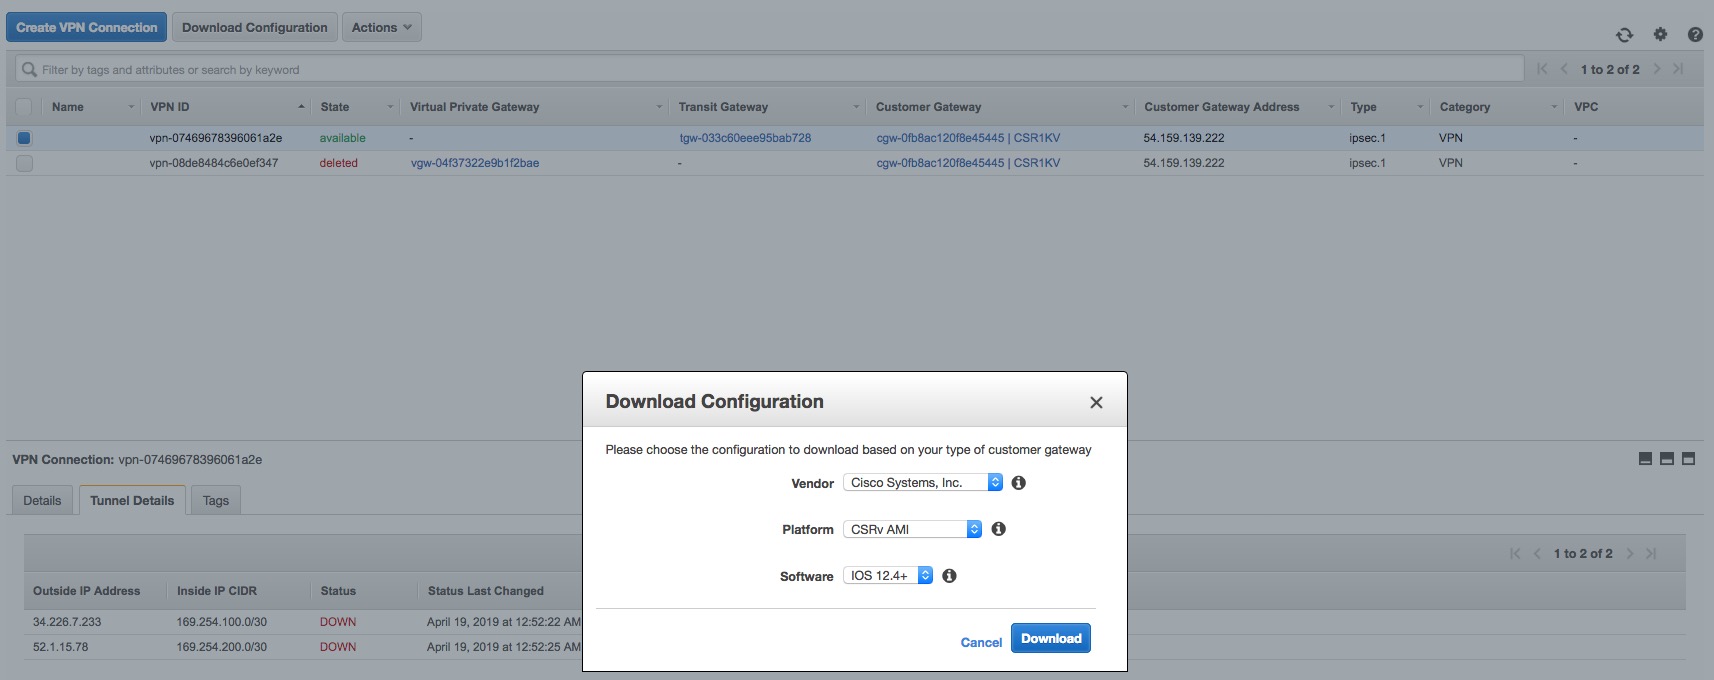 Create VPN Connection Download Configuration Actions
Filter by tags and attributes or search by keyword 1 to 2 of 2
Name VPN ID State Virtual Private Gateway Transit Gateway Customer Gateway Customer Gateway Address Type Category VPC
vpn-07469678396061a2e available - tgw-033c60eee95bab728 cgw-0fb8ac120f8e45445 | CSR1KV 54.159.139.222 ipsec.1 VPN -
vpn-08de8484c6e0ef347 deleted vgw-04f37322e9b1f2bae - cgw-0fb8ac120f8e45445 | CSR1KV 54.159.139.222 ipsec.1 VPN -
Download Configuration
Please choose the configuration to download based on your type of customer gateway
Vendor Cisco Systems, Inc.
Platform CSRv AMI
Software IOS 12.4+
Cancel Download
VPN Connection: vpn-07469678396061a2e
Details Tunnel Details Tags
1 to 2 of 2
Outside IP Address Inside IP CIDR Status Status Last Changed
34.226.7.233 169.254.100.0/30 DOWN April 19, 2019 at 12:52:22 AM
52.1.15.78 169.254.200.0/30 DOWN April 19, 2019 at 12:52:25 AM